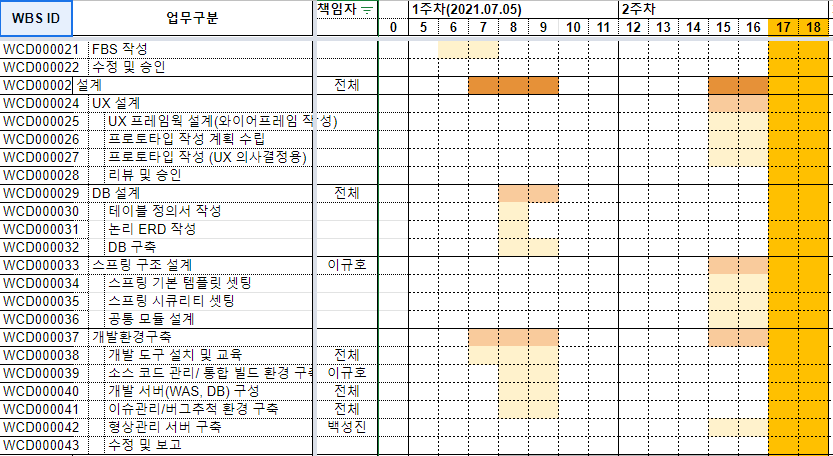 WBS ID 업무구분 책임자 1주차(2021.07.05) 2주차
0 5 6 7 8 9 10 11 12 13 14 15 16 17 18
WCD000021 FBS 작성
WCD000022 수정 및 승인
WCD00002 설계 전체
WCD000024 UX 설계
WCD000025 UX 프레임웍 설계(와이어프레임 작성)
WCD000026 프로토타입 작성 계획 수립
WCD000027 프로토타입 작성 (UX 의사결정용)
WCD000028 리뷰 및 승인
WCD000029 DB 설계 전체
WCD000030 테이블 정의서 작성
WCD000031 논리 ERD 작성
WCD000032 DB 구축
WCD000033 스프링 구조 설계 이규호
WCD000034 스프링 기본 템플릿 셋팅
WCD000035 스프링 시큐리티 셋팅
WCD000036 공통 모듈 설계
WCD000037 개발환경구축
WCD000038 개발 도구 설치 및 교육 전체
WCD000039 소스 코드 관리/ 통합 빌드 환경 이규호
WCD000040 개발 서버(WAS, DB) 구성 전체
WCD000041 이슈관리/버그추적 환경 구축 전체
WCD000042 형상관리 서버 구축 백성진
WCD000043 수정 및 보고